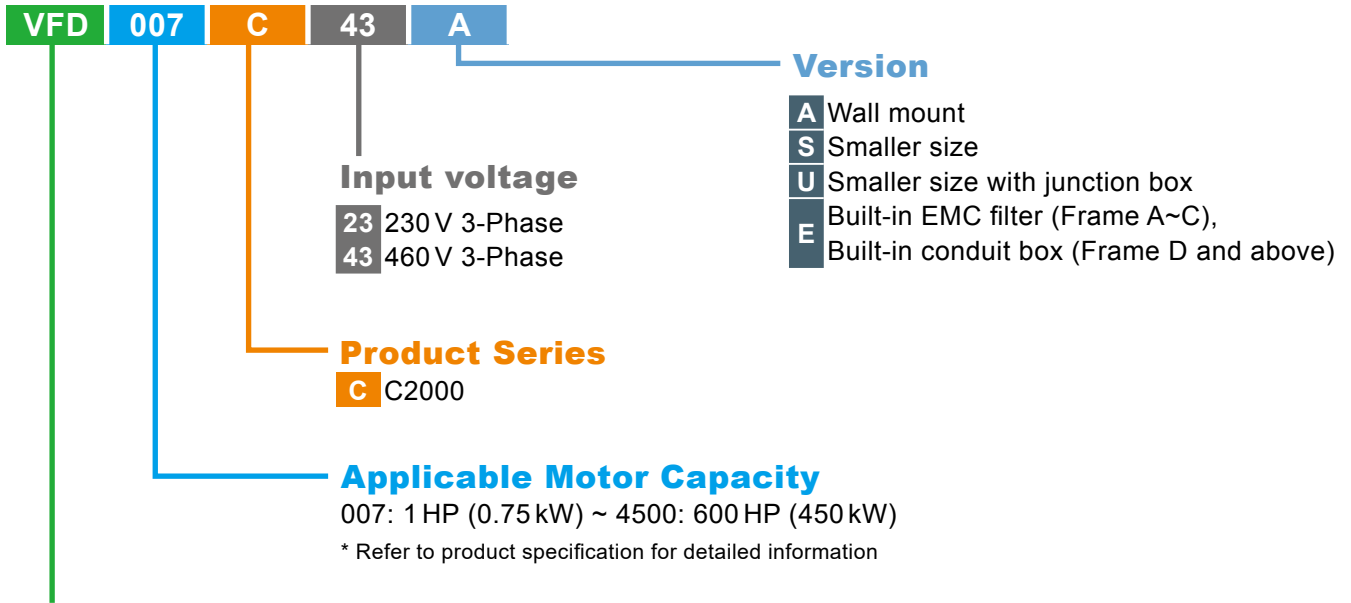 VFD 007 C 43 A
Version
A Wall mount
S Smaller size
U Smaller size with junction box
E Built-in EMC filter (Frame A~C),
Built-in conduit box (Frame D and above)
Input voltage
23 230 V 3-Phase
43 460 V 3-Phase
Product Series
C C2000
Applicable Motor Capacity
007: 1 HP (0.75 kW) ~ 4500: 600 HP (450 kW)
* Refer to product specification for detailed information